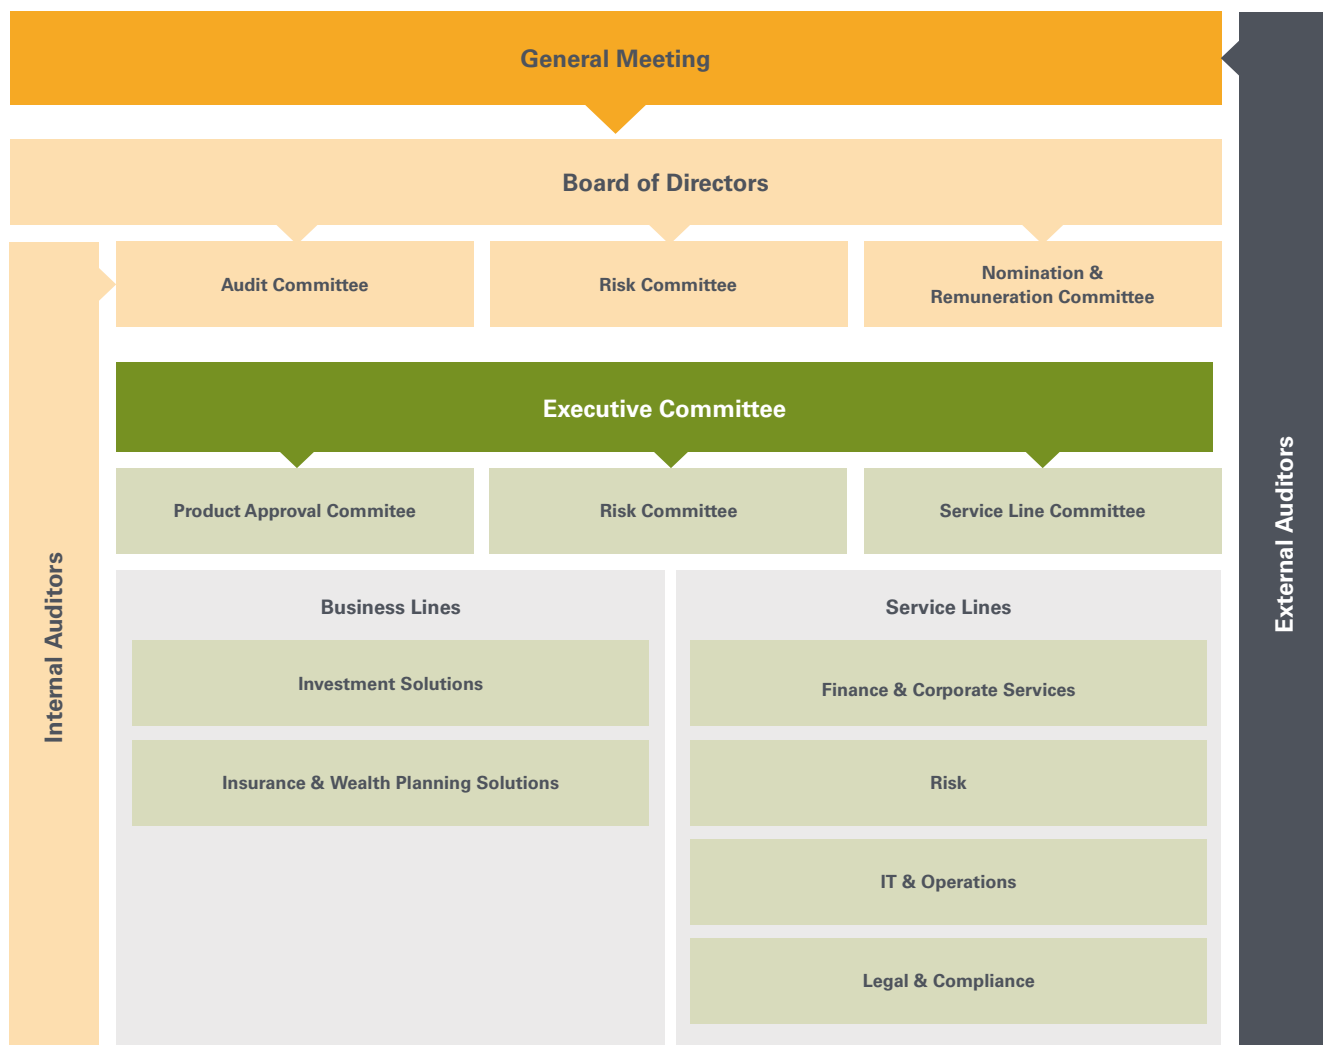 General Meeting
Board of Directors
Audit Committee
Risk Committee
Nomination &
Remuneration Committee
Executive Committee
Product Approval Commitee
Risk Committee
Service Line Committee
Business Lines
Investment Solutions
Insurance & Wealth Planning Solutions
Service Lines
Finance & Corporate Services
Risk
IT & Operations
Legal & Compliance
Internal Auditors
External Auditors